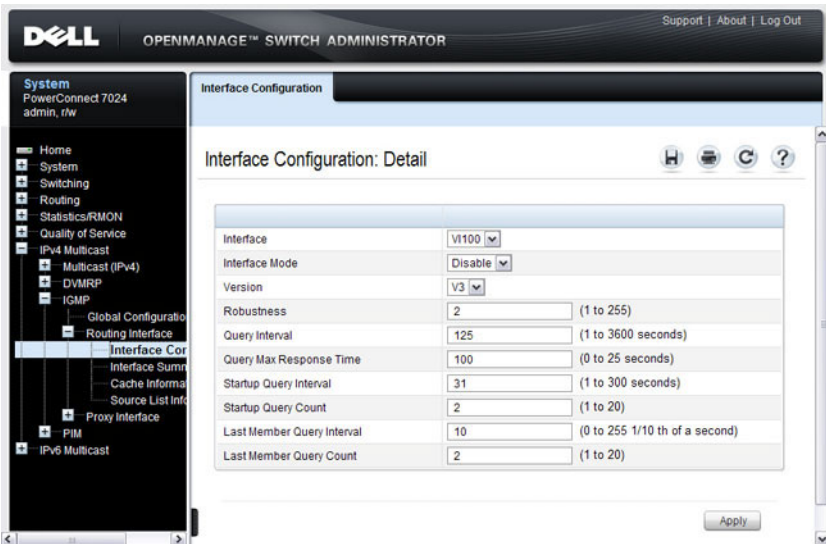 Support | About | Log Out
DELL OPENMANAGE™ SWITCH ADMINISTRATOR
System
PowerConnect 7024
admin, r/w
Home
System
Switching
Routing
Statistics/RMON
Quality of Service
IPv4 Multicast
Multicast (IPv4)
DVMRP
IGMP
Global Configuratio
Routing Interface
Interface Cor
Interface Summ
Cache Informa
Source List Info
Proxy Interface
PIM
IPv6 Multicast
Interface Configuration
Interface Configuration: Detail
Interface Vl100
Interface Mode Disable
Version V3
Robustness 2 (1 to 255)
Query Interval 125 (1 to 3600 seconds)
Query Max Response Time 100 (0 to 25 seconds)
Startup Query Interval 31 (1 to 300 seconds)
Startup Query Count 2 (1 to 20)
Last Member Query Interval 10 (0 to 255 1/10 th of a second)
Last Member Query Count 2 (1 to 20)
Apply